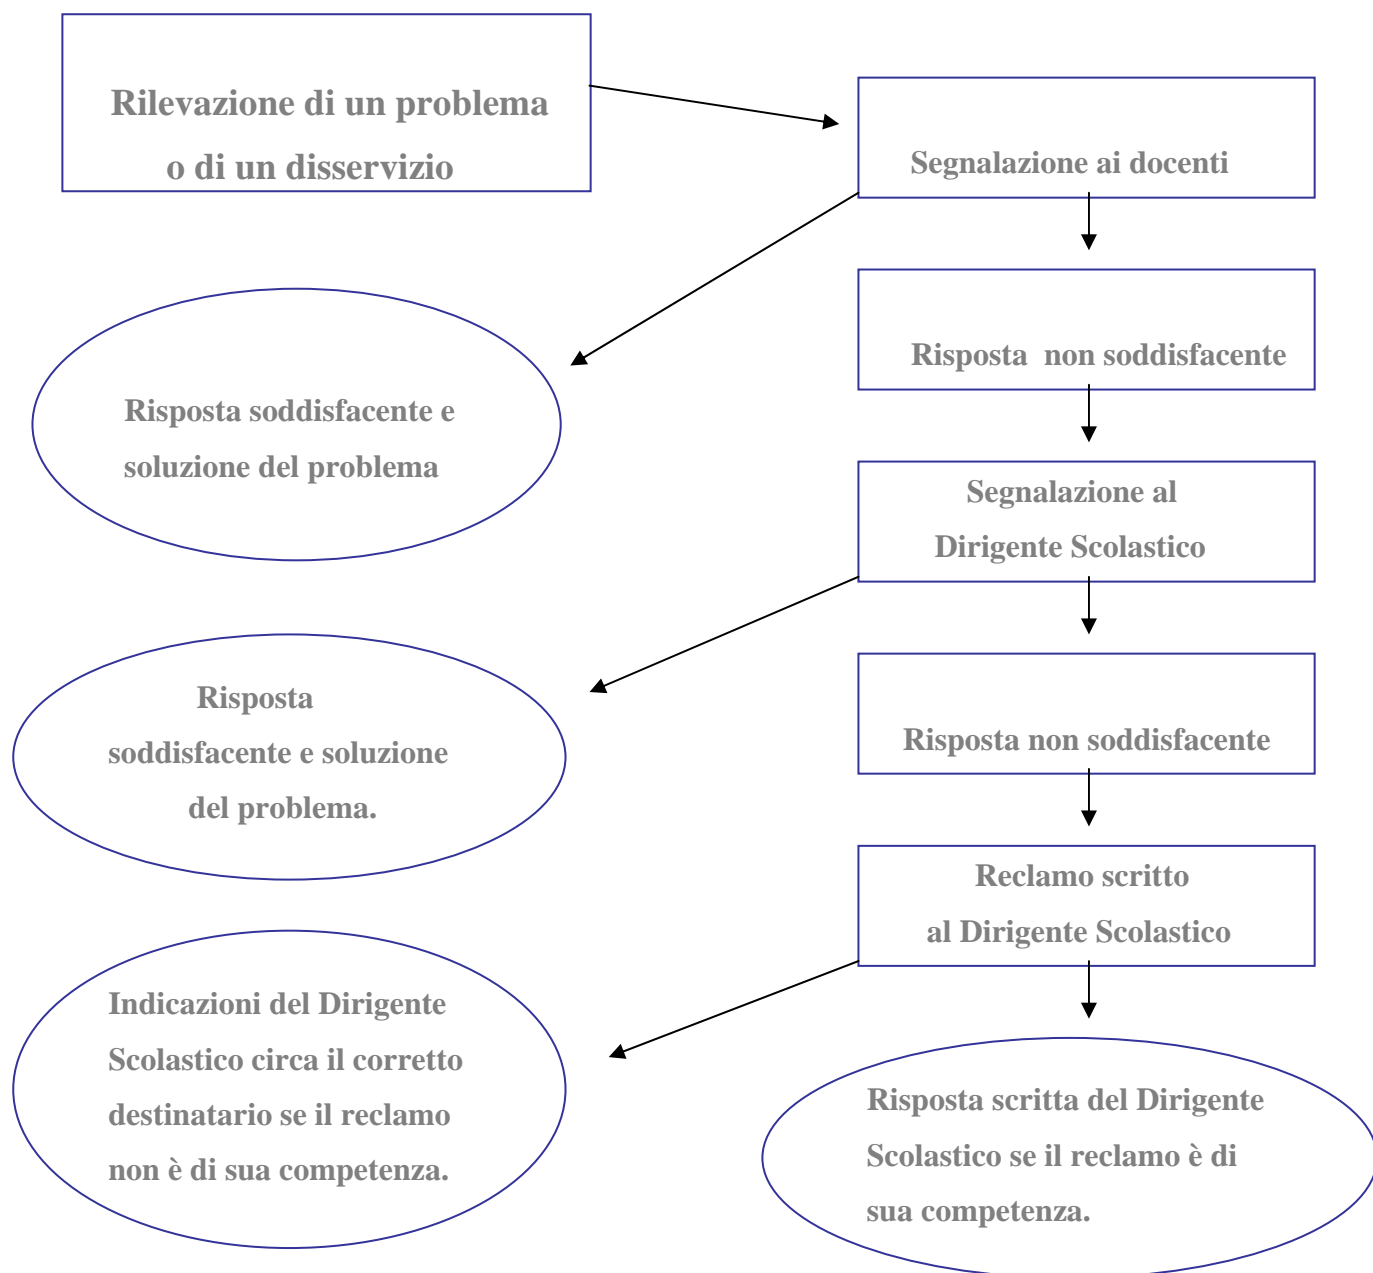 Rilevazione di un problema
o di un disservizio
Segnalazione ai docenti
Risposta non soddisfacente
Risposta soddisfacente e
soluzione del problema
Segnalazione al
Dirigente Scolastico
Risposta
soddisfacente e soluzione
del problema.
Risposta non soddisfacente
Reclamo scritto
al Dirigente Scolastico
Indicazioni del Dirigente
Scolastico circa il corretto
destinatario se il reclamo
non è di sua competenza.
Risposta scritta del Dirigente
Scolastico se il reclamo è di
sua competenza.